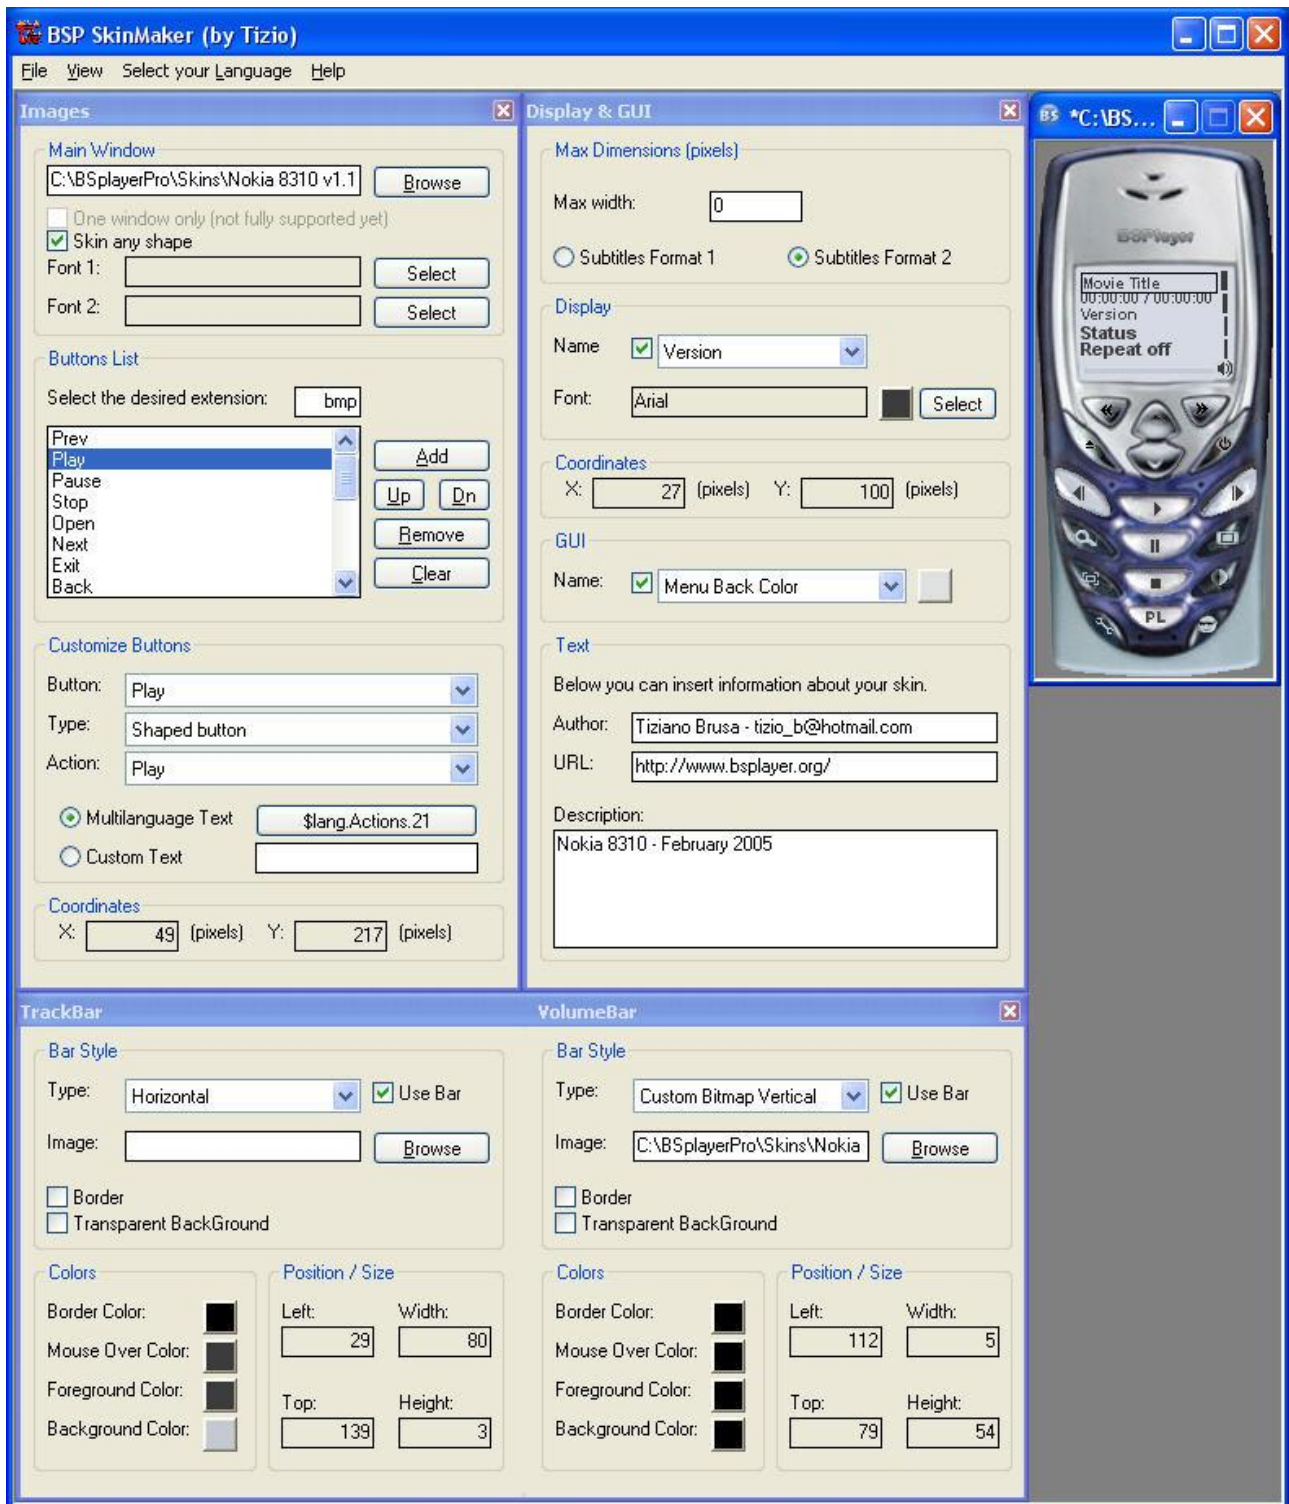 BSP SkinMaker (by Tizio)
File View Select your Language Help
Images
Main Window
C:\BSplayerPro\Skins\Nokia 8310 v1.1
Browse
One window only (not fully supported yet)
Skin any shape
Font 1:
Select
Font 2:
Select
Buttons List
Select the desired extension:
bmp
Prev
Play
Pause
Stop
Open
Next
Exit
Back
Add
Up
Dn
Remove
Clear
Customize Buttons
Button:
Play
Type:
Shaped button
Action:
Play
Multilanguage Text
$lang.Actions.21
Custom Text
Coordinates
X: 49 (pixels) Y: 217 (pixels)
Display & GUI
Max Dimensions (pixels)
Max width:
0
Subtitles Format 1
Subtitles Format 2
Display
Name
Version
Font:
Arial
Select
Coordinates
X: 27 (pixels) Y: 100 (pixels)
GUI
Name:
Menu Back Color
Text
Below you can insert information about your skin.
Author:
Tiziano Brusa - tizio_b@hotmail.com
URL:
http://www.bsplayer.org/
Description:
Nokia 8310 - February 2005
BS *C:\BS...
BSPlayer
Movie Title
00:00:00 / 00:00:00
Version
Status
Repeat off
PL
TrackBar
Bar Style
Type:
Horizontal
Use Bar
Image:
Browse
Border
Transparent BackGround
Colors
Border Color:
Mouse Over Color:
Foreground Color:
Background Color:
Position / Size
Left:
Width:
29
80
Top:
Height:
139
3
VolumeBar
Bar Style
Type:
Custom Bitmap Vertical
Use Bar
Image:
C:\BSplayerPro\Skins\Nokia
Browse
Border
Transparent BackGround
Colors
Border Color:
Mouse Over Color:
Foreground Color:
Background Color:
Position / Size
Left:
Width:
112
5
Top:
Height:
79
54